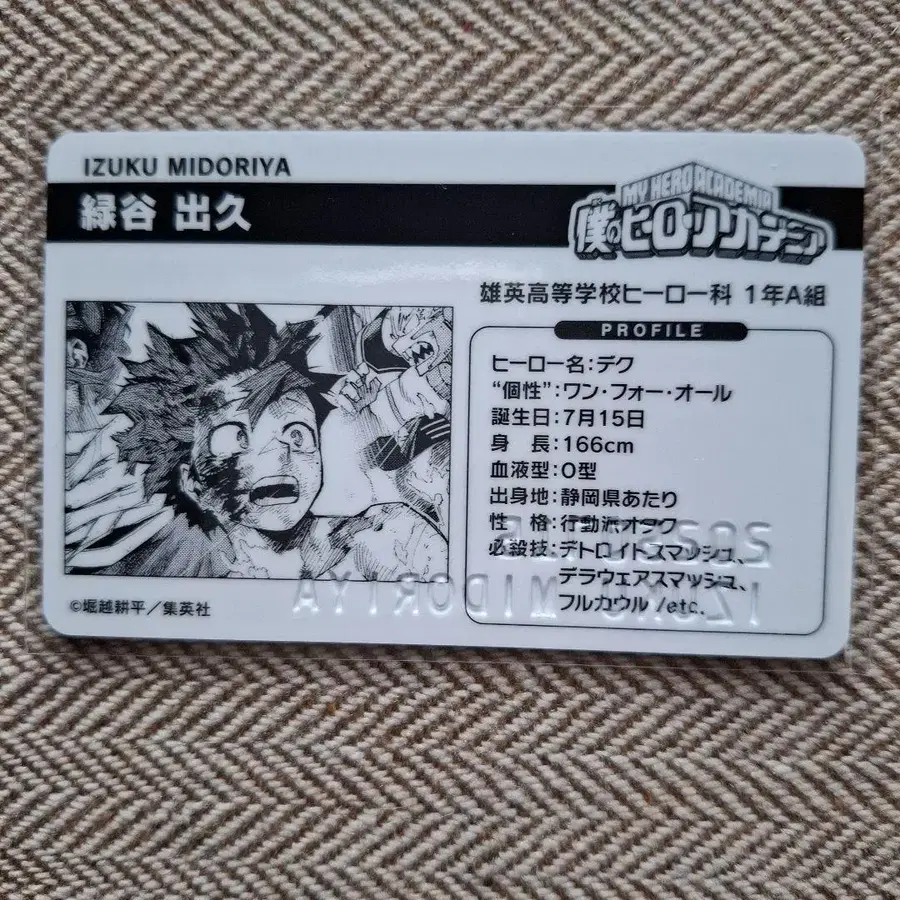 IZUKU MIDORIYA
緑谷 出久
MY HERO ACADEMIA
僕のヒーローアカデミア
雄英高等学校ヒーロー科 1年A組
PROFILE
ヒーロー名:デク
“個性”:ワン・フォー・オール
誕生日:7月15日
身 長:166cm
血液型:O型
出身地:静岡県あたり
性 格:行動派オタク
必殺技:デトロイトスマッシュ、
デラウェアスマッシュ、
フルカウル/etc.
IZUKU MIDORIYA
©堀越耕平/集英社